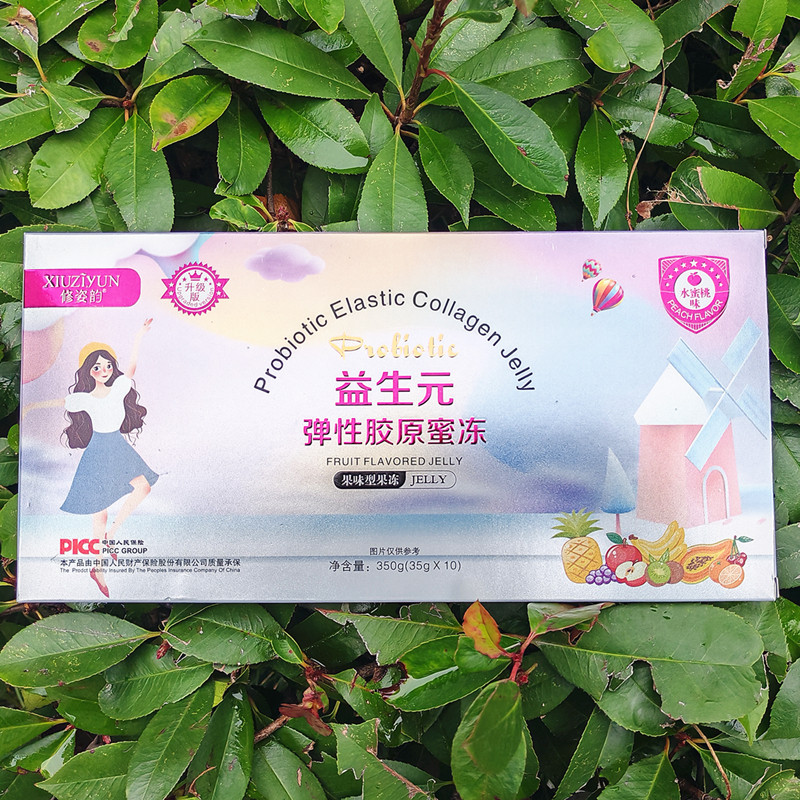 XIUZIYUN
修姿韵®
升级
版
Upgraded version
Probiotic Elastic Collagen Jelly
Probiotic
益生元
弹性胶原蜜冻
FRUIT FLAVORED JELLY
果味型果冻 JELLY
水蜜桃
味
PEACH FLAVOR
PICC 中国人民保险
PICC GROUP
本产品由中国人民财产保险股份有限公司质量承保
The Prodct Liability Insured By The Peoples Insurance Company Of China
图片仅供参考
净含量：350g(35g X 10)